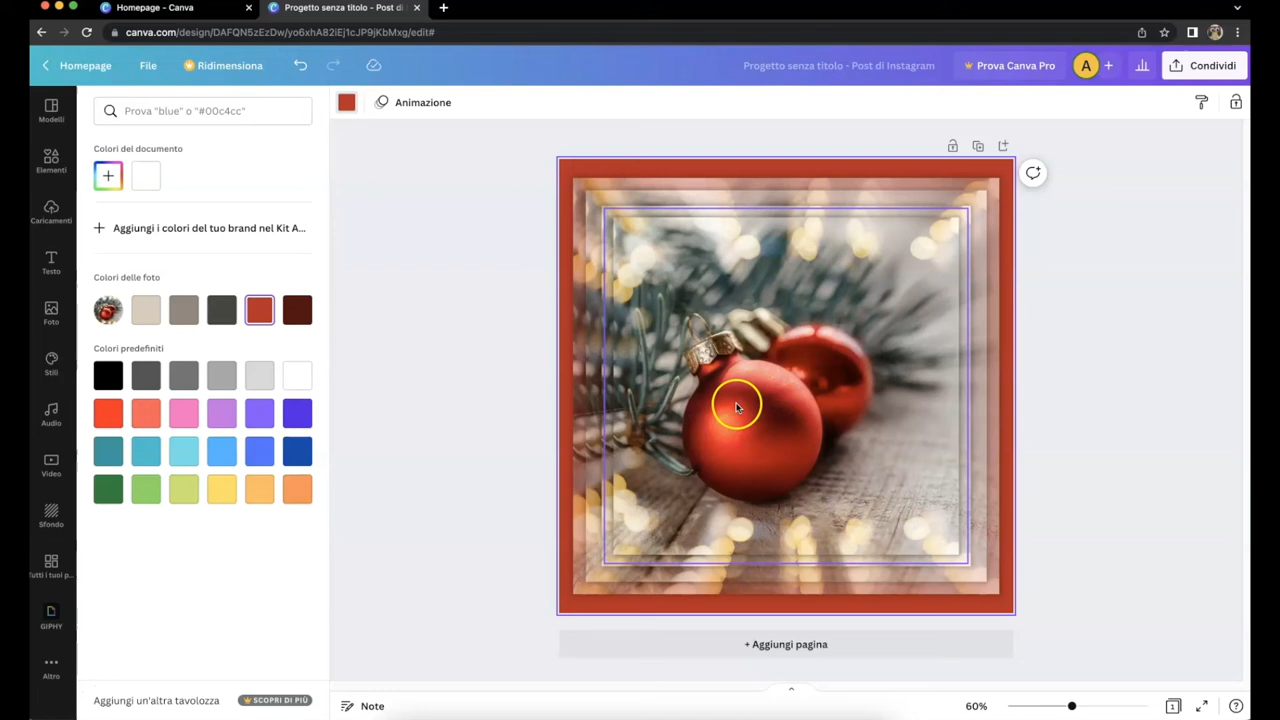 Homepage - Canva
Progetto senza titolo - Post di I
canva.com/design/DAFQN5zEzDw/yo6xhA82iEj1cJP9jKbMxg/edit#
Homepage
File
Ridimensiona
Progetto senza titolo - Post di Instagram
Prova Canva Pro
A
Condividi
Modelli
Elementi
Caricamenti
Testo
Foto
Stili
Audio
Video
Sfondo
Tutti i tuoi p...
GIPHY
Altro
Prova "blue" o "#00c4cc"
Colori del documento
Aggiungi i colori del tuo brand nel Kit A...
Colori delle foto
Colori predefiniti
Aggiungi un'altra tavolozza
SCOPRI DI PIÙ
Animazione
+ Aggiungi pagina
Note
60%
1